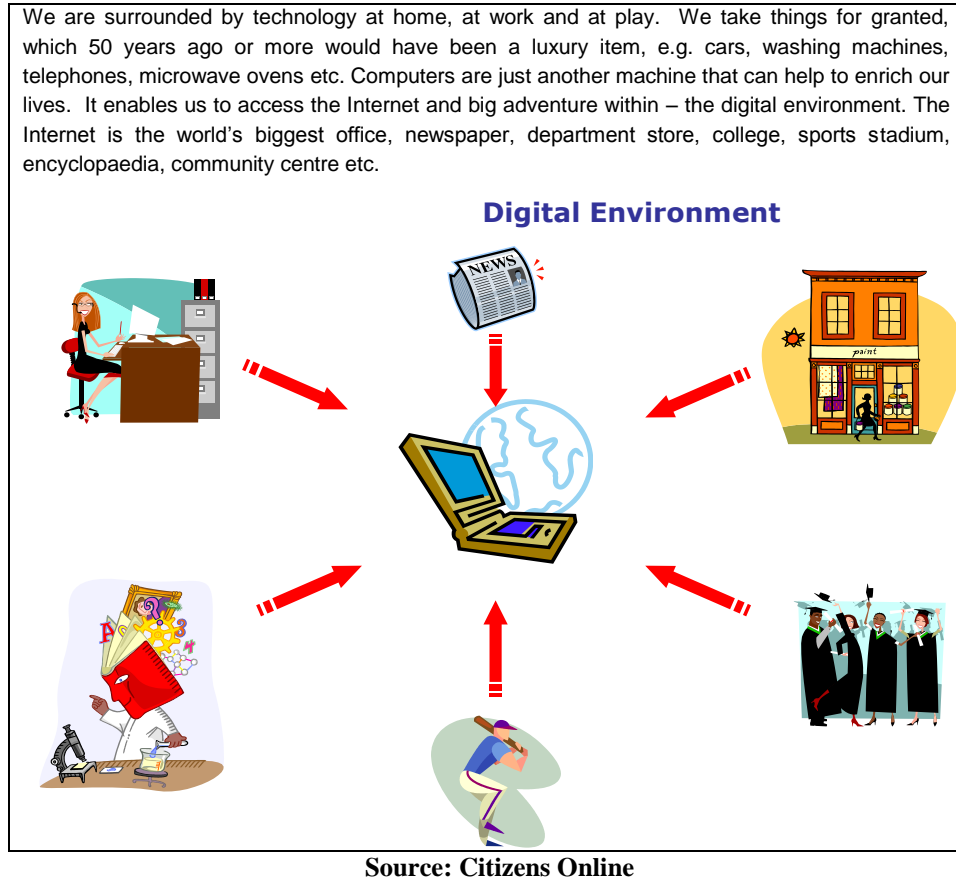 We are surrounded by technology at home, at work and at play. We take things for granted,
which 50 years ago or more would have been a luxury item, e.g. cars, washing machines,
telephones, microwave ovens etc. Computers are just another machine that can help to enrich our
lives. It enables us to access the Internet and big adventure within – the digital environment. The
Internet is the world's biggest office, newspaper, department store, college, sports stadium,
encyclopaedia, community centre etc.
Digital Environment
NEWS
paint
A
3
4
Source: Citizens Online